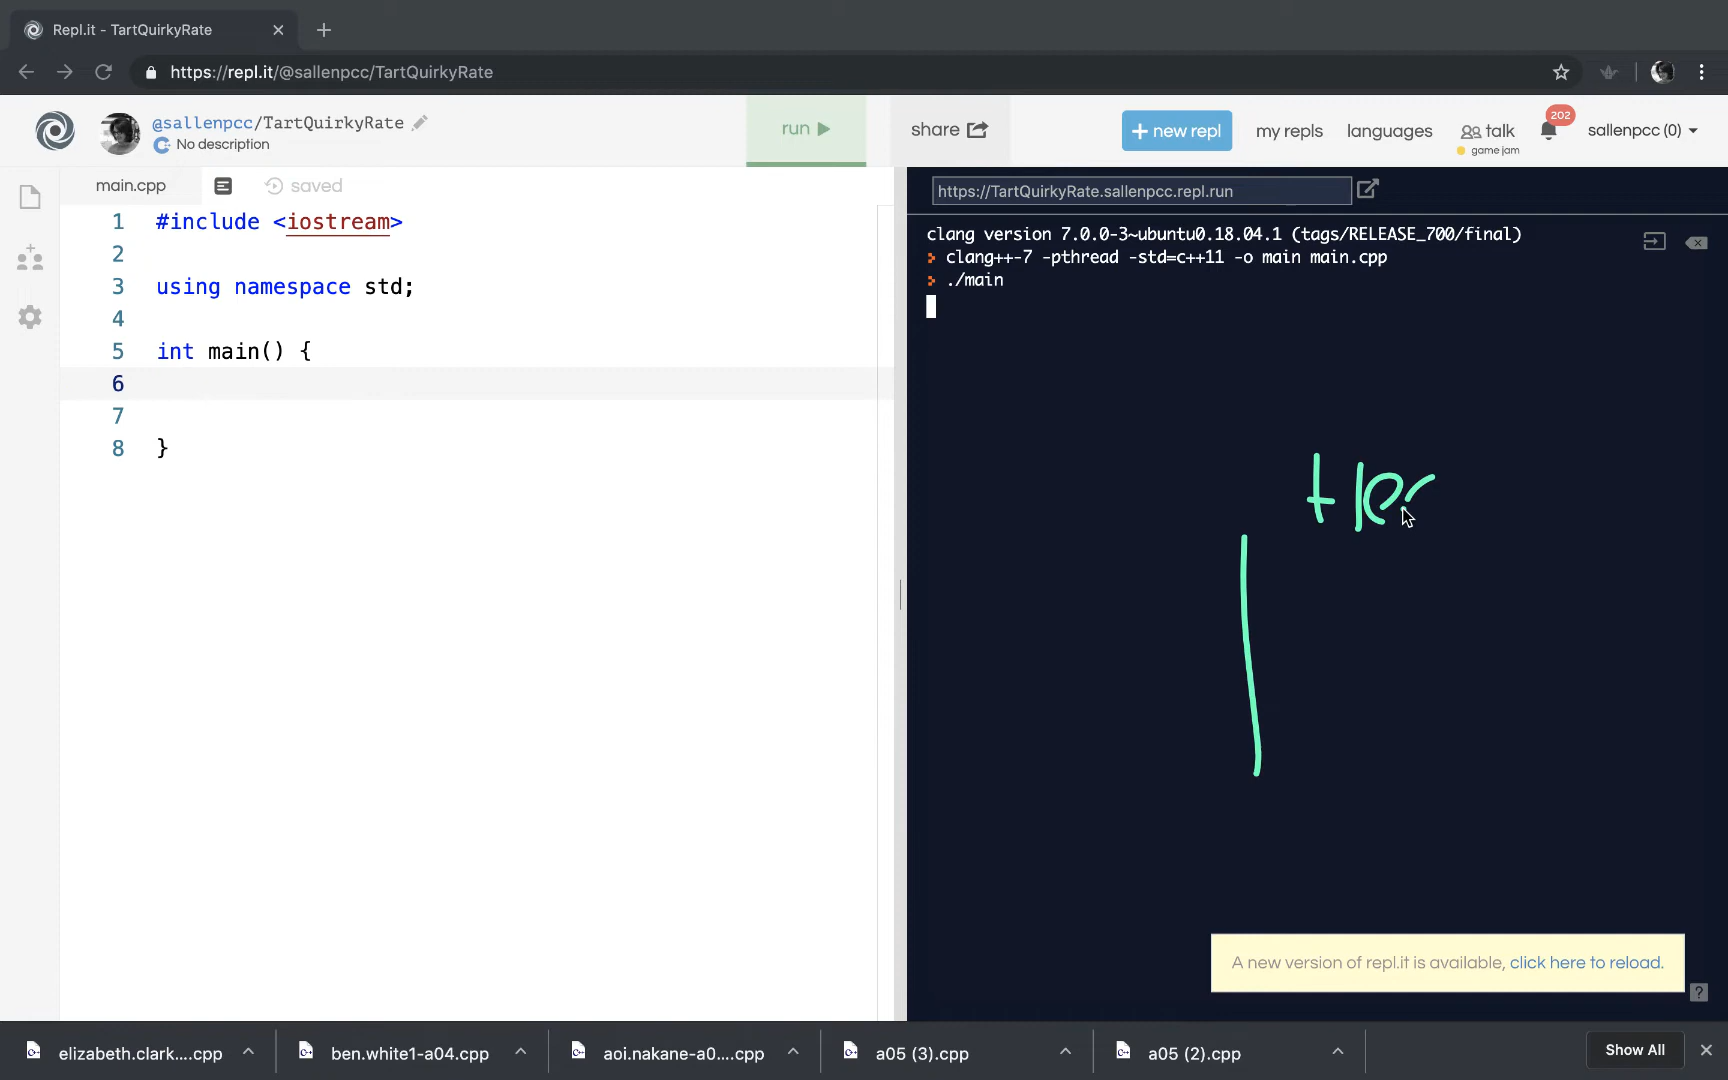 Repl.it - TartQuirkyRate
https://repl.it/@sallenpcc/TartQuirkyRate
@sallenpcc/TartQuirkyRate
No description
run
share
+ new repl
my repls
languages
talk
game jam
202
sallenpcc (0)
main.cpp
saved
1 #include <iostream>
2
3 using namespace std;
4
5 int main() {
6
7
8 }
https://TartQuirkyRate.sallenpcc.repl.run
clang version 7.0.0-3~ubuntu0.18.04.1 (tags/RELEASE_700/final)
clang++-7 -pthread -std=c++11 -o main main.cpp
./main
A new version of repl.it is available, click here to reload.
?
elizabeth.clark....cpp
ben.white1-a04.cpp
aoi.nakane-a0....cpp
a05 (3).cpp
a05 (2).cpp
Show All